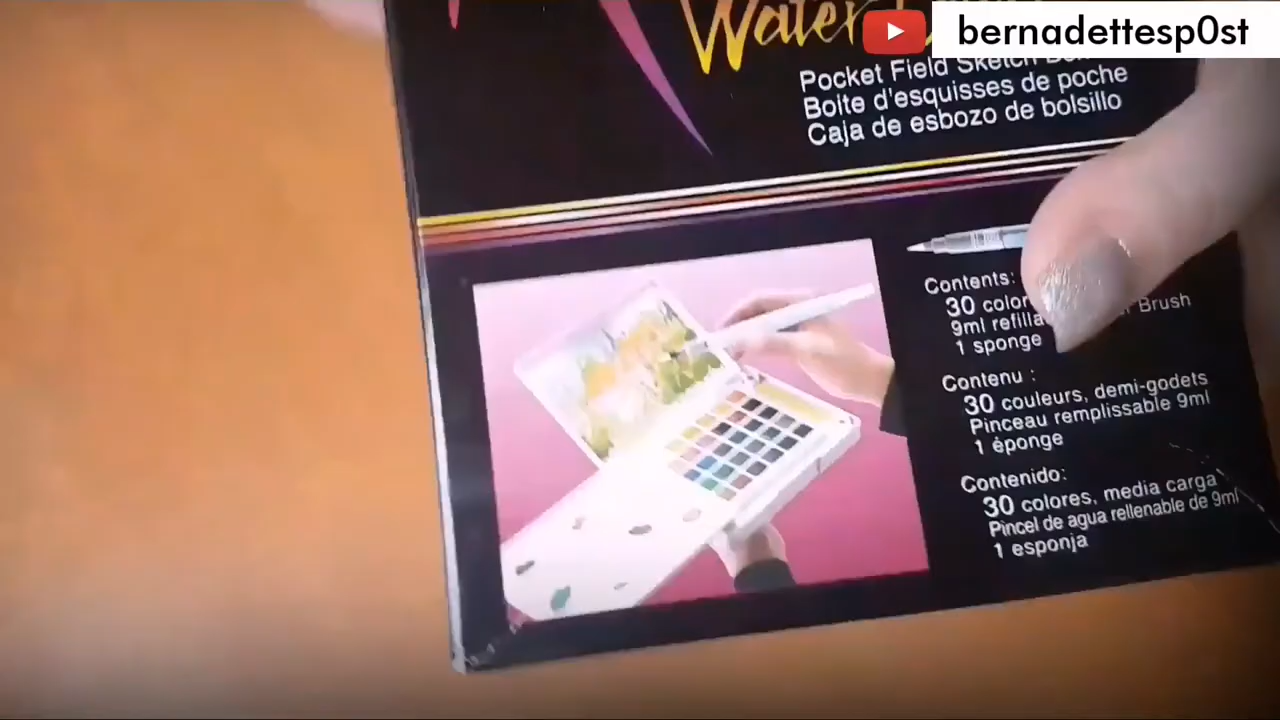 bernadettesp0st
Water
Pocket Field Sketch
Boite d'esquisses de poche
Caja de esbozo de bolsillo
Contents:
30
9ml
Brush
1 sponge
Contenu :
30 couleurs, demi-godets
Pinceau remplissable 9ml
1 éponge
Contenido:
30 colores, media carga
Pincel de agua rellenable de 9ml
1 esponja